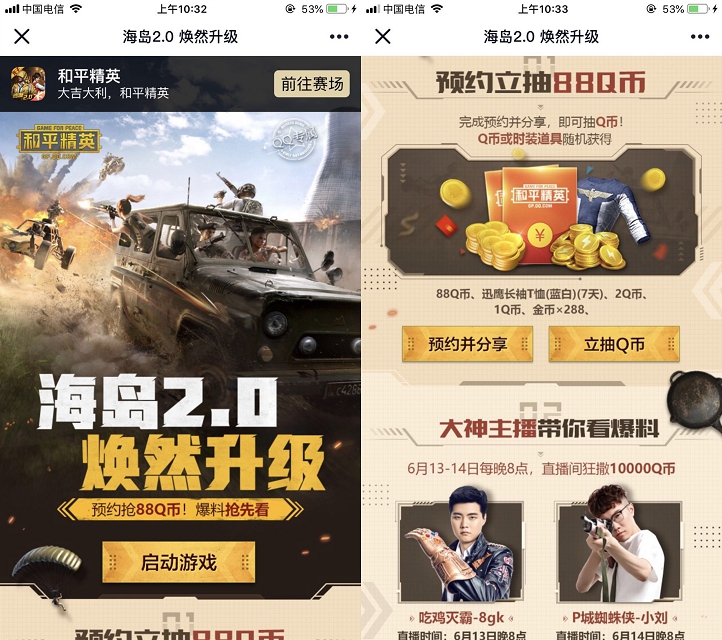 中国电信
上午10:32
53%
海岛2.0 焕然升级
和平精英
大吉大利，和平精英
前往赛场
GAME FOR PEACE
和平精英
GP.QQ.COM
QQ专属
海岛2.0
焕然升级
预约抢88Q币！爆料抢先看
启动游戏
01
预约立抽88Q币
中国电信
上午10:33
53%
海岛2.0 焕然升级
01
预约立抽88Q币
完成预约并分享，即可抽Q币！
Q币或时装道具随机获得
和平精英
GP.QQ.COM
¥
88Q币、迅鹰长袖T恤(蓝白)(7天)、2Q币、
1Q币、金币×288、
预约并分享
立抽Q币
02
大神主播带你看爆料
6月13-14日每晚8点，直播间狂撒10000Q币
吃鸡灭霸-8gk
P城蜘蛛侠-小刘
直播时间：6月13日晚8点
直播时间：6月14日晚8点